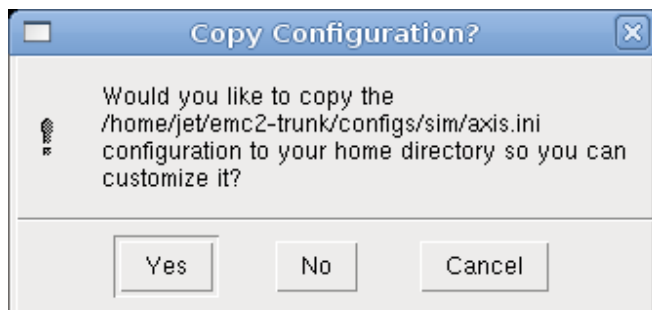 Copy Configuration?
Would you like to copy the
/home/jet/emc2-trunk/configs/sim/axis.ini
configuration to your home directory so you can
customize it?
Yes No Cancel